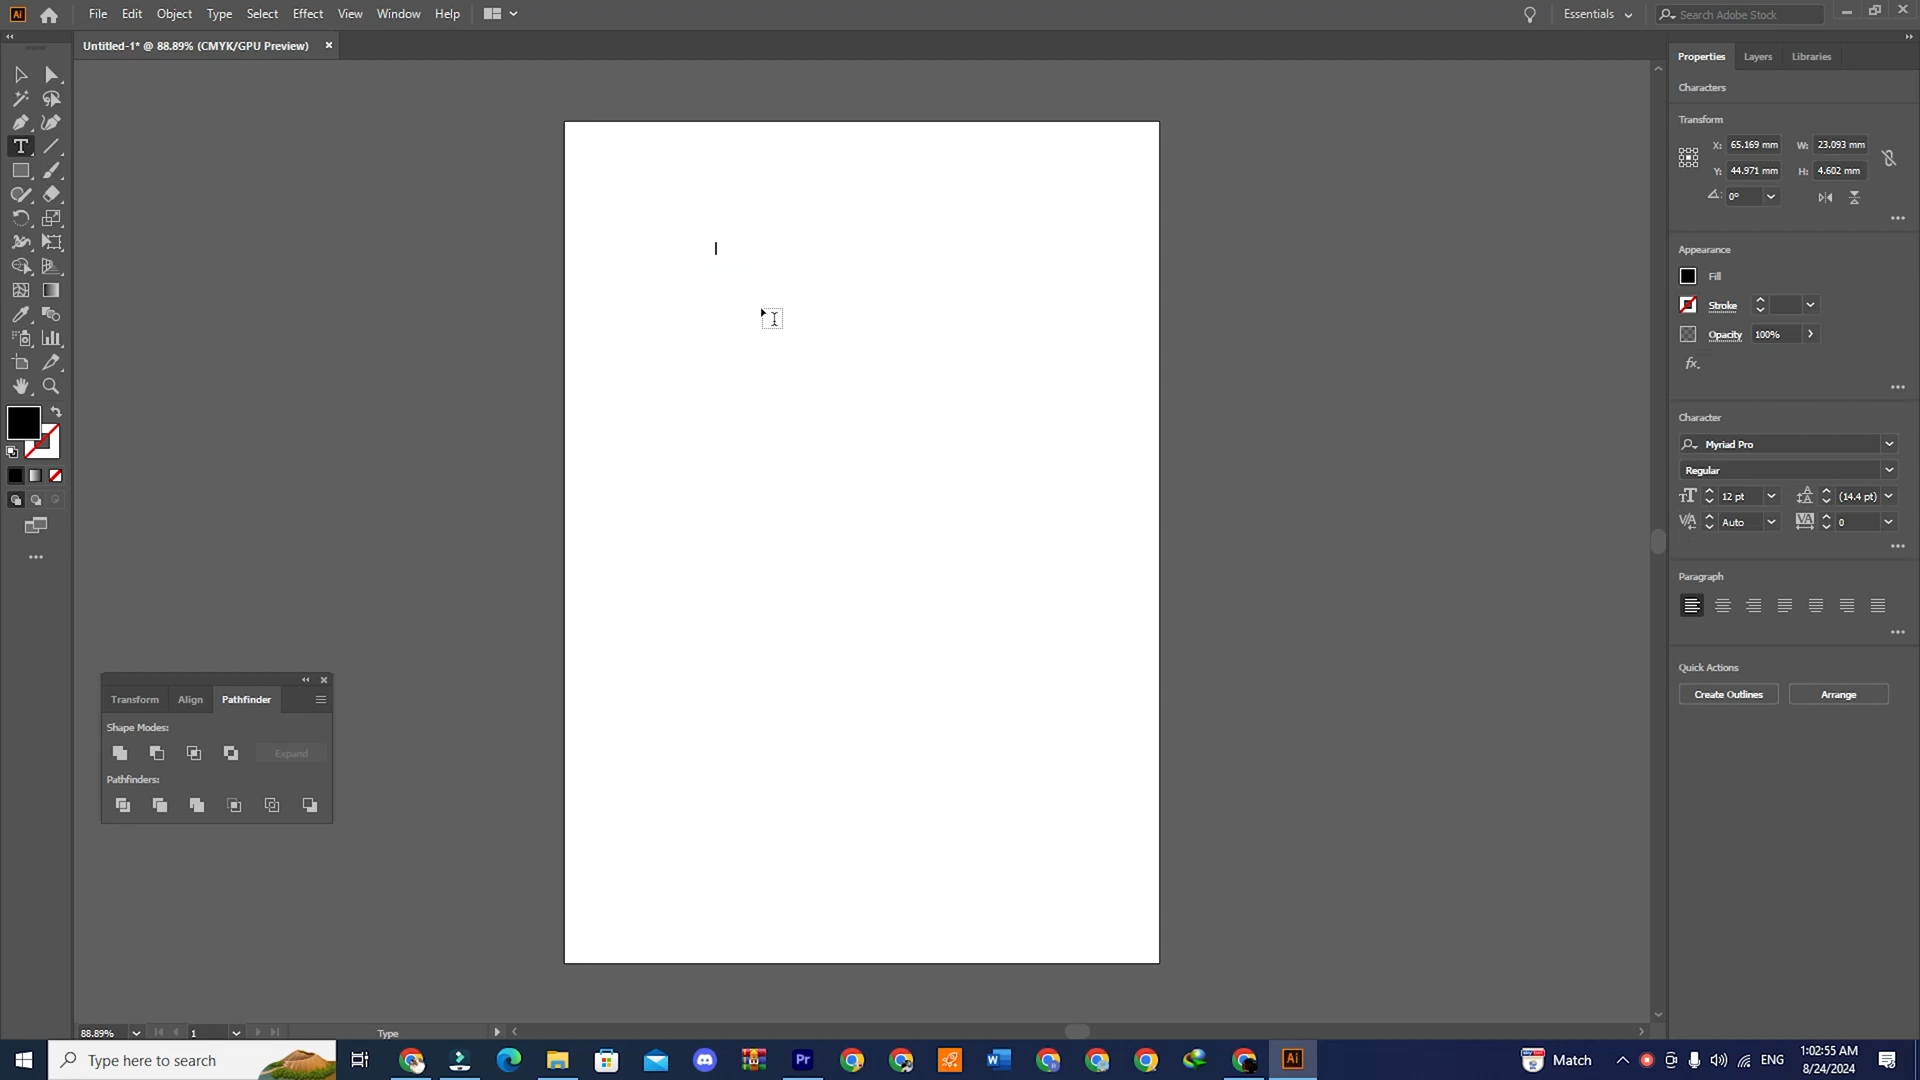 Ai File Edit Object Type Select Effect View Window Help Essentials Search Adobe Stock
Untitled-1* @ 88.89% (CMYK/GPU Preview) ×
Properties Layers Libraries
Characters
Transform
X: 65.169 mm W: 23.093 mm
Y: 44.971 mm H: 4.602 mm
0°
Appearance
Fill
Stroke
Opacity 100%
fx.
Character
Myriad Pro
Regular
12 pt (14.4 pt)
Auto 0
Paragraph
Quick Actions
Create Outlines Arrange
Transform Align Pathfinder
Shape Modes:
Expand
Pathfinders:
88.89% 1 Type
Type here to search Pr Ai Match ENG 1:02:55 AM
8/24/2024